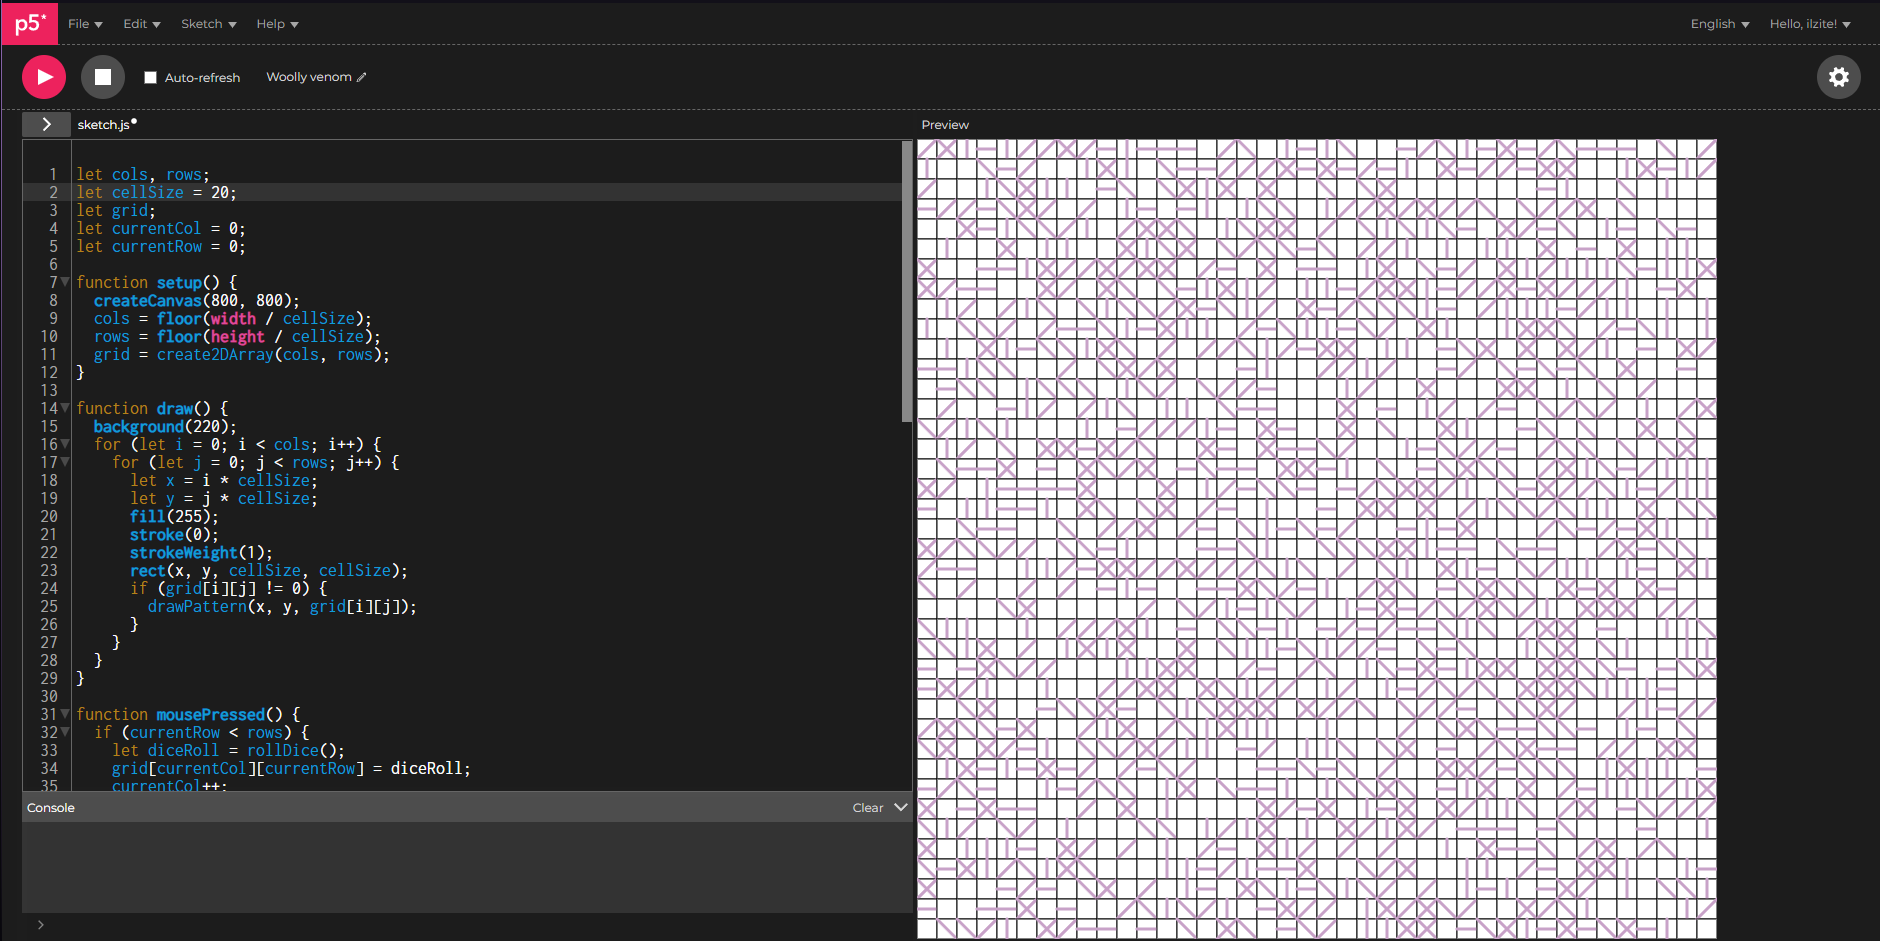 p5* File Edit Sketch Help English Hello, ilzite!
Auto-refresh Woolly venom
sketch.js
Preview
1 let cols, rows;
2 let cellSize = 20;
3 let grid;
4 let currentCol = 0;
5 let currentRow = 0;
6
7 function setup() {
8 createCanvas(800, 800);
9 cols = floor(width / cellSize);
10 rows = floor(height / cellSize);
11 grid = create2DArray(cols, rows);
12 }
13
14 function draw() {
15 background(220);
16 for (let i = 0; i < cols; i++) {
17 for (let j = 0; j < rows; j++) {
18 let x = i * cellSize;
19 let y = j * cellSize;
20 fill(255);
21 stroke(0);
22 strokeWeight(1);
23 rect(x, y, cellSize, cellSize);
24 if (grid[i][j] != 0) {
25 drawPattern(x, y, grid[i][j]);
26 }
27 }
28 }
29 }
30
31 function mousePressed() {
32 if (currentRow < rows) {
33 let diceRoll = rollDice();
34 grid[currentCol][currentRow] = diceRoll;
35 currentCol++;
Console Clear